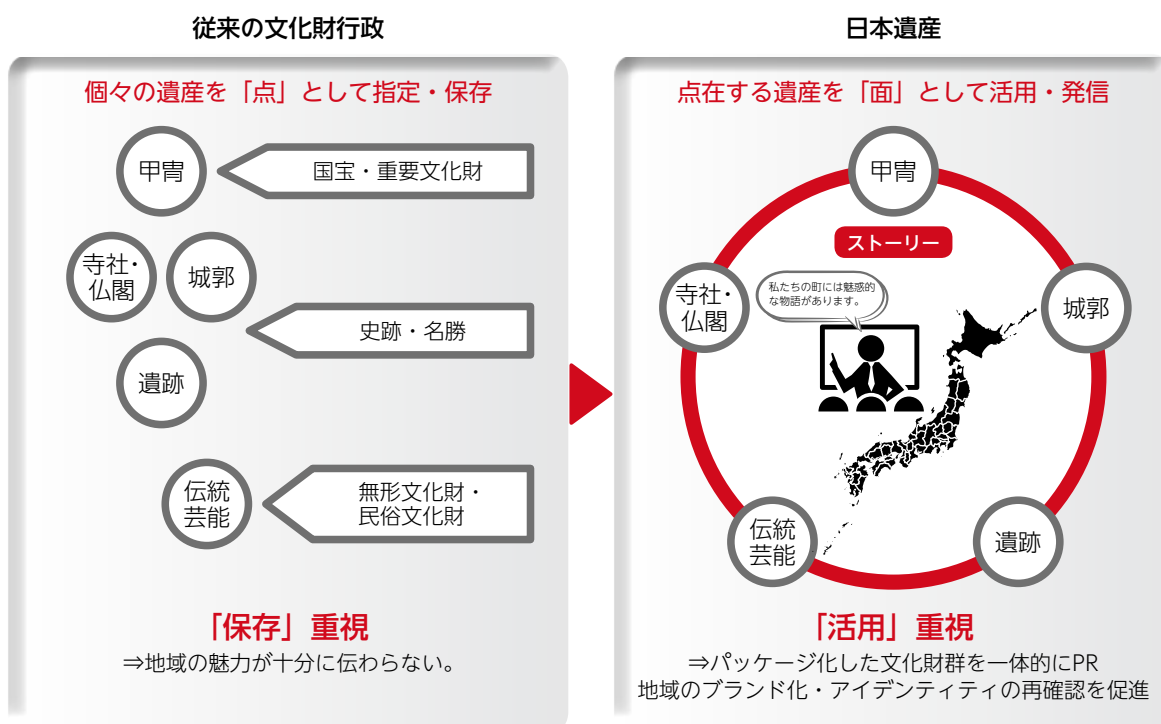 従来の文化財行政
個々の遺産を「点」として指定・保存
甲冑
国宝・重要文化財
寺社・
仏閣
城郭
史跡・名勝
遺跡
伝統
芸能
無形文化財・
民俗文化財
「保存」重視
⇒地域の魅力が十分に伝わらない。
日本遺産
点在する遺産を「面」として活用・発信
甲冑
ストーリー
私たちの町には魅惑的
な物語があります。
寺社・
仏閣
城郭
伝統
芸能
遺跡
「活用」重視
⇒パッケージ化した文化財群を一体的にPR
地域のブランド化・アイデンティティの再確認を促進